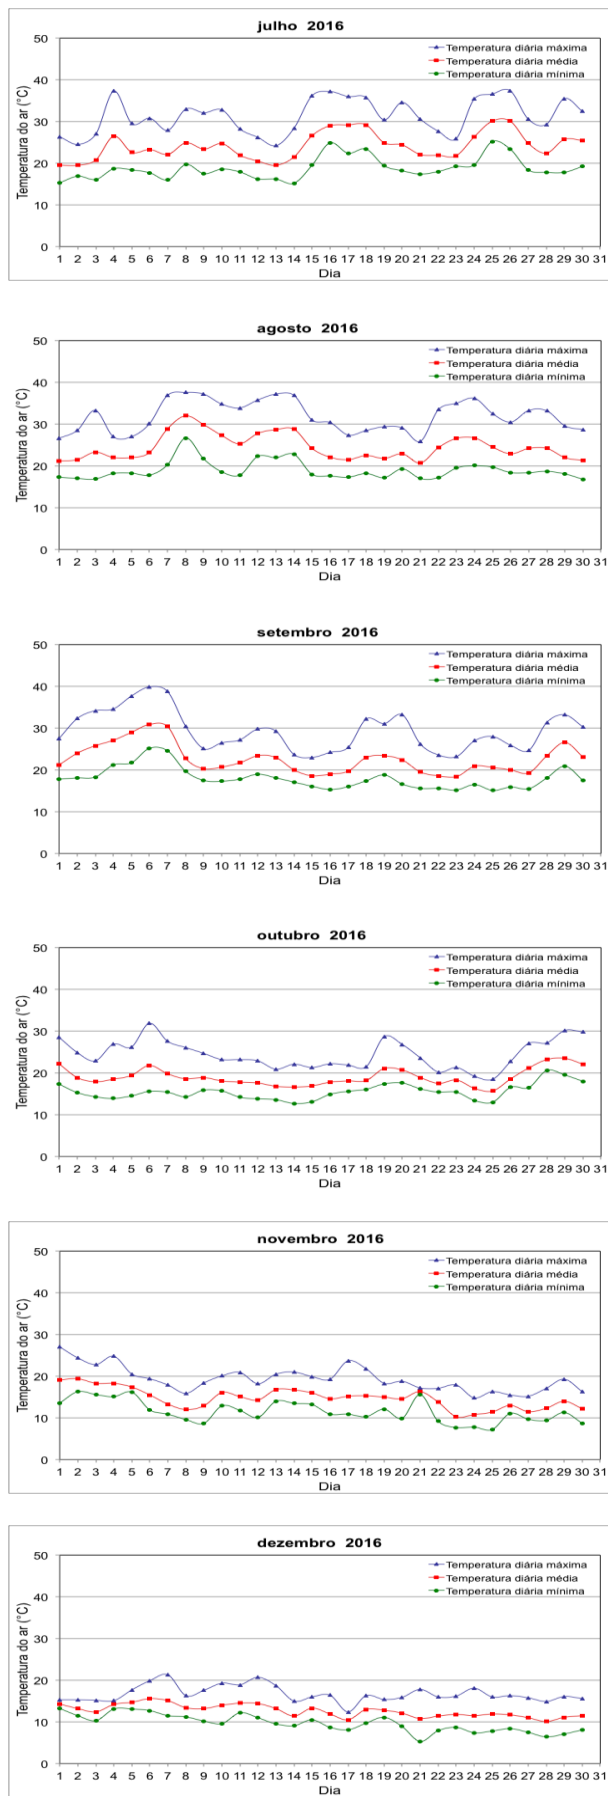 julho 2016
Temperatura diária máxima
Temperatura diária média
Temperatura diária mínima
Temperatura do ar (°C)
50
40
30
20
10
0
1 2 3 4 5 6 7 8 9 10 11 12 13 14 15 16 17 18 19 20 21 22 23 24 25 26 27 28 29 30 31
Dia
agosto 2016
Temperatura diária máxima
Temperatura diária média
Temperatura diária mínima
Temperatura do ar (°C)
50
40
30
20
10
0
1 2 3 4 5 6 7 8 9 10 11 12 13 14 15 16 17 18 19 20 21 22 23 24 25 26 27 28 29 30 31
Dia
setembro 2016
Temperatura diária máxima
Temperatura diária média
Temperatura diária mínima
Temperatura do ar (°C)
50
40
30
20
10
0
1 2 3 4 5 6 7 8 9 10 11 12 13 14 15 16 17 18 19 20 21 22 23 24 25 26 27 28 29 30 31
Dia
outubro 2016
Temperatura diária máxima
Temperatura diária média
Temperatura diária mínima
Temperatura do ar (°C)
50
40
30
20
10
0
1 2 3 4 5 6 7 8 9 10 11 12 13 14 15 16 17 18 19 20 21 22 23 24 25 26 27 28 29 30 31
Dia
novembro 2016
Temperatura diária máxima
Temperatura diária média
Temperatura diária mínima
Temperatura do ar (°C)
50
40
30
20
10
0
1 2 3 4 5 6 7 8 9 10 11 12 13 14 15 16 17 18 19 20 21 22 23 24 25 26 27 28 29 30 31
Dia
dezembro 2016
Temperatura diária máxima
Temperatura diária média
Temperatura diária mínima
Temperatura do ar (°C)
50
40
30
20
10
0
1 2 3 4 5 6 7 8 9 10 11 12 13 14 15 16 17 18 19 20 21 22 23 24 25 26 27 28 29 30 31
Dia